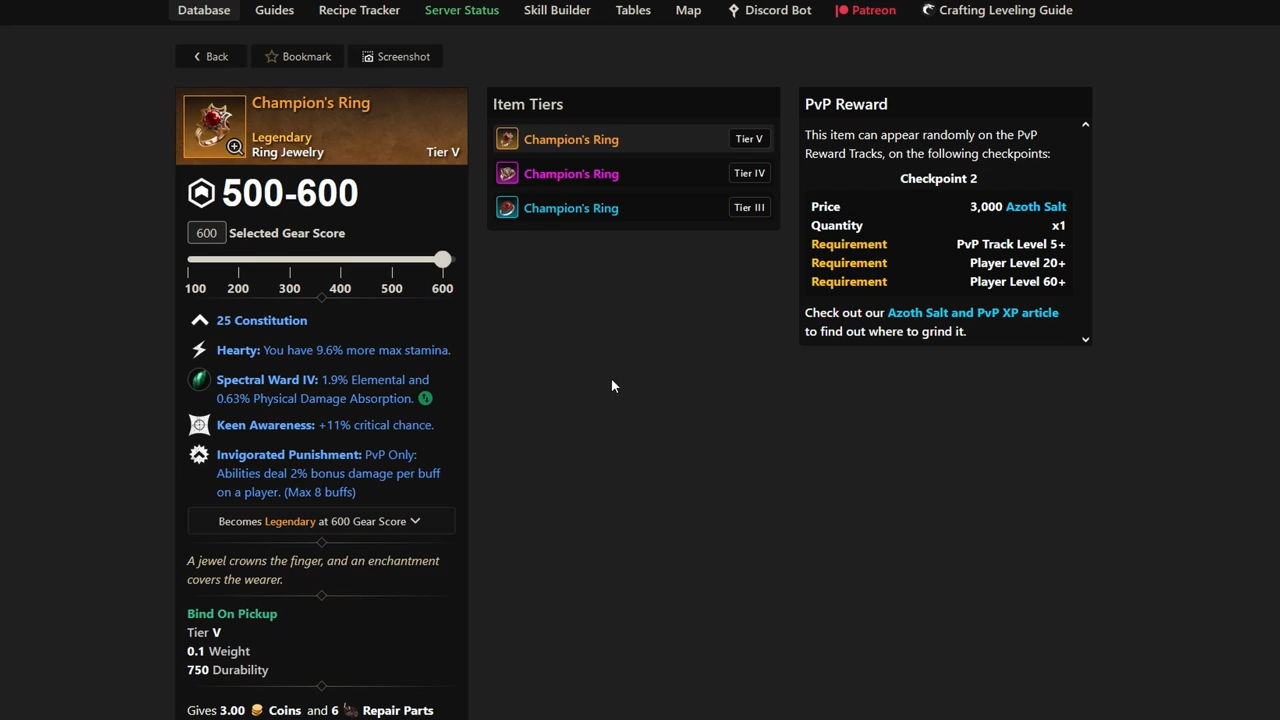 Database Guides Recipe Tracker Server Status Skill Builder Tables Map Discord Bot Patreon Crafting Leveling Guide
Back Bookmark Screenshot
Champion's Ring
Legendary
Ring Jewelry Tier V
500-600
600 Selected Gear Score
100 200 300 400 500 600
25 Constitution
Hearty: You have 9.6% more max stamina.
Spectral Ward IV: 1.9% Elemental and
0.63% Physical Damage Absorption.
Keen Awareness: +11% critical chance.
Invigorated Punishment: PvP Only:
Abilities deal 2% bonus damage per buff
on a player. (Max 8 buffs)
Becomes Legendary at 600 Gear Score
A jewel crowns the finger, and an enchantment
covers the wearer.
Bind On Pickup
Tier V
0.1 Weight
750 Durability
Gives 3.00 Coins and 6 Repair Parts
Item Tiers
Champion's Ring Tier V
Champion's Ring Tier IV
Champion's Ring Tier III
PvP Reward
This item can appear randomly on the PvP
Reward Tracks, on the following checkpoints:
Checkpoint 2
Price 3,000 Azoth Salt
Quantity x1
Requirement PvP Track Level 5+
Requirement Player Level 20+
Requirement Player Level 60+
Check out our Azoth Salt and PvP XP article
to find out where to grind it.